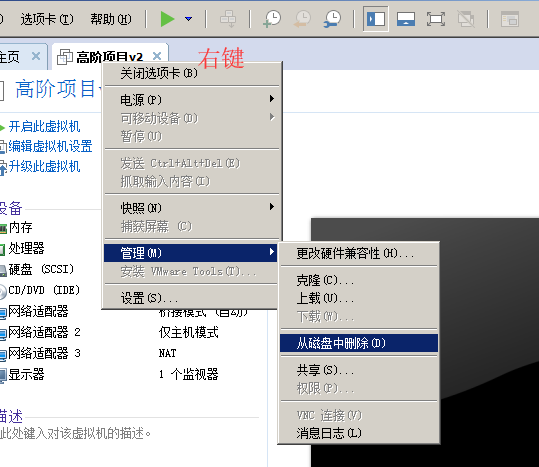 选项卡(T) 帮助(H)
主页 高阶项目v2 右键
高阶项目v
开启此虚拟机
编辑虚拟机设置
升级此虚拟机
设备
内存
处理器
硬盘 (SCSI)
CD/DVD (IDE)
网络适配器 桥接模式 (自动)
网络适配器 2 仅主机模式
网络适配器 3 NAT
显示器 1 个监视器
描述
此处键入对该虚拟机的描述。
关闭选项卡(B)
电源(P)
可移动设备(D)
暂停(U)
发送 Ctrl+Alt+Del(E)
抓取输入内容(I)
快照(N)
捕获屏幕 (C)
管理(M)
安装 VMware Tools(T)...
设置(S)...
更改硬件兼容性(H)...
克隆(C)...
上载(U)...
下载(W)...
从磁盘中删除(D)
共享(S)...
权限(P)...
VNC 连接(V)
消息日志(L)